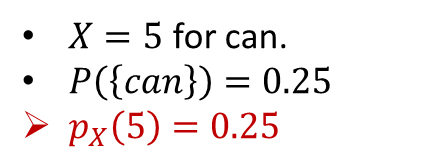 • X = 5 for can.
• P({can}) = 0.25
➢ p_X(5) = 0.25